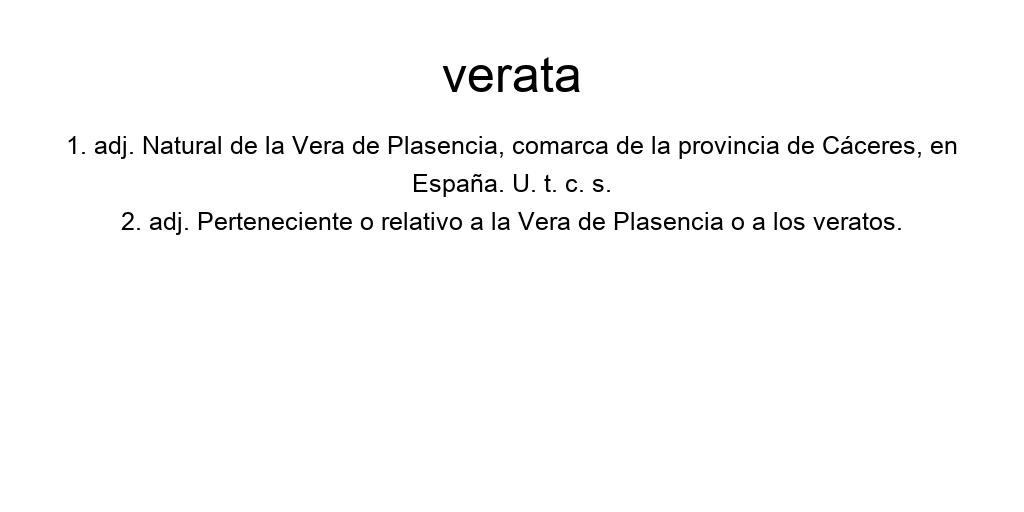 verata
1. adj. Natural de la Vera de Plasencia, comarca de la provincia de Cáceres, en
España. U. t. c. s.
2. adj. Perteneciente o relativo a la Vera de Plasencia o a los veratos.